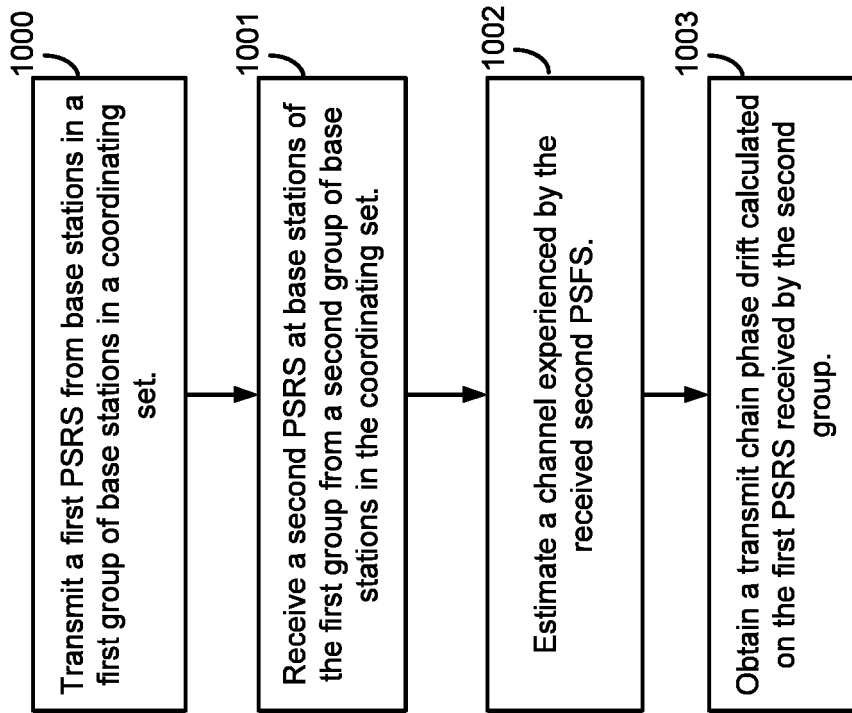 1000
Transmit a first PSRS from base stations in a
first group of base stations in a coordinating
set.
1001
Receive a second PSRS at base stations of
the first group from a second group of base
stations in the coordinating set.
1002
Estimate a channel experienced by the
received second PSFS.
1003
Obtain a transmit chain phase drift calculated
on the first PSRS received by the second
group.